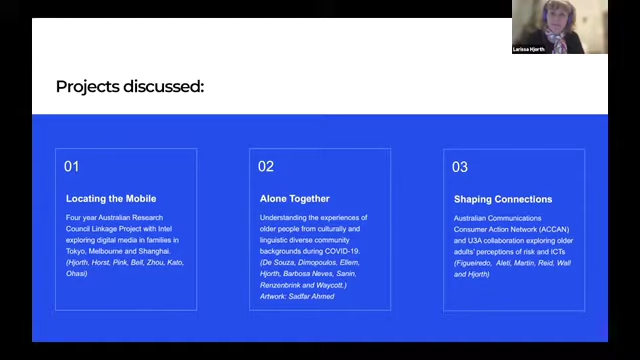 Larissa Hjorth
Projects discussed:
01
Locating the Mobile
Four year Australian Research
Council Linkage Project with Intel
exploring digital media in families in
Tokyo, Melbourne and Shanghai.
(Hjorth, Horst, Pink, Bell, Zhou, Kato,
Ohasi)
02
Alone Together
Understanding the experiences of
older people from culturally and
linguistic diverse community
backgrounds during COVID-19.
(De Souza, Dimopoulos, Ellem,
Hjorth, Barbosa Neves, Sanin,
Renzenbrink and Waycott.)
Artwork: Sadfar Ahmed
03
Shaping Connections
Australian Communications
Consumer Action Network (ACCAN)
and U3A collaboration exploring older
adults' perceptions of risk and ICTs
(Figueiredo, Aleti, Martin, Reid, Wall
and Hjorth)